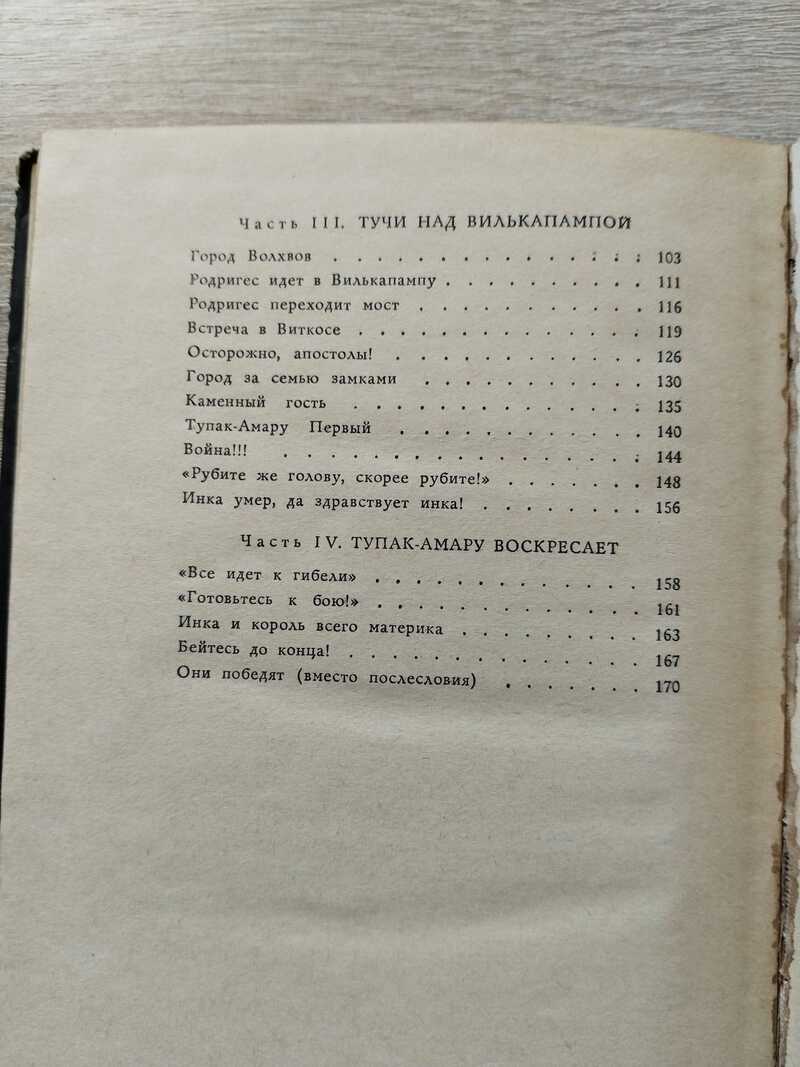 Часть III. ТУЧИ НАД ВИЛЬКАПАМПОЙ
Город Волхвов . . . . . . . . . . . . . 103
Родригес идет в Вилькапампу . . . . . . . . . 111
Родригес переходит мост . . . . . . . . . . 116
Встреча в Виткосе . . . . . . . . . . . . 119
Осторожно, апостолы! . . . . . . . . . . . 126
Город за семью замками . . . . . . . . . . 130
Каменный гость . . . . . . . . . . . . 135
Тупак-Амару Первый . . . . . . . . . . . 140
Война!!! . . . . . . . . . . . . . . 144
«Рубите же голову, скорее рубите!» . . . . . . . 148
Инка умер, да здравствует инка! . . . . . . . . 156
Часть IV. ТУПАК-АМАРУ ВОСКРЕСАЕТ
«Все идет к гибели» . . . . . . . . . . . . 158
«Готовьтесь к бою!» . . . . . . . . . . . . 161
Инка и король всего материка . . . . . . . . . 163
Бейтесь до конца! . . . . . . . . . . . . 167
Они победят (вместо послесловия) . . . . . . . 170